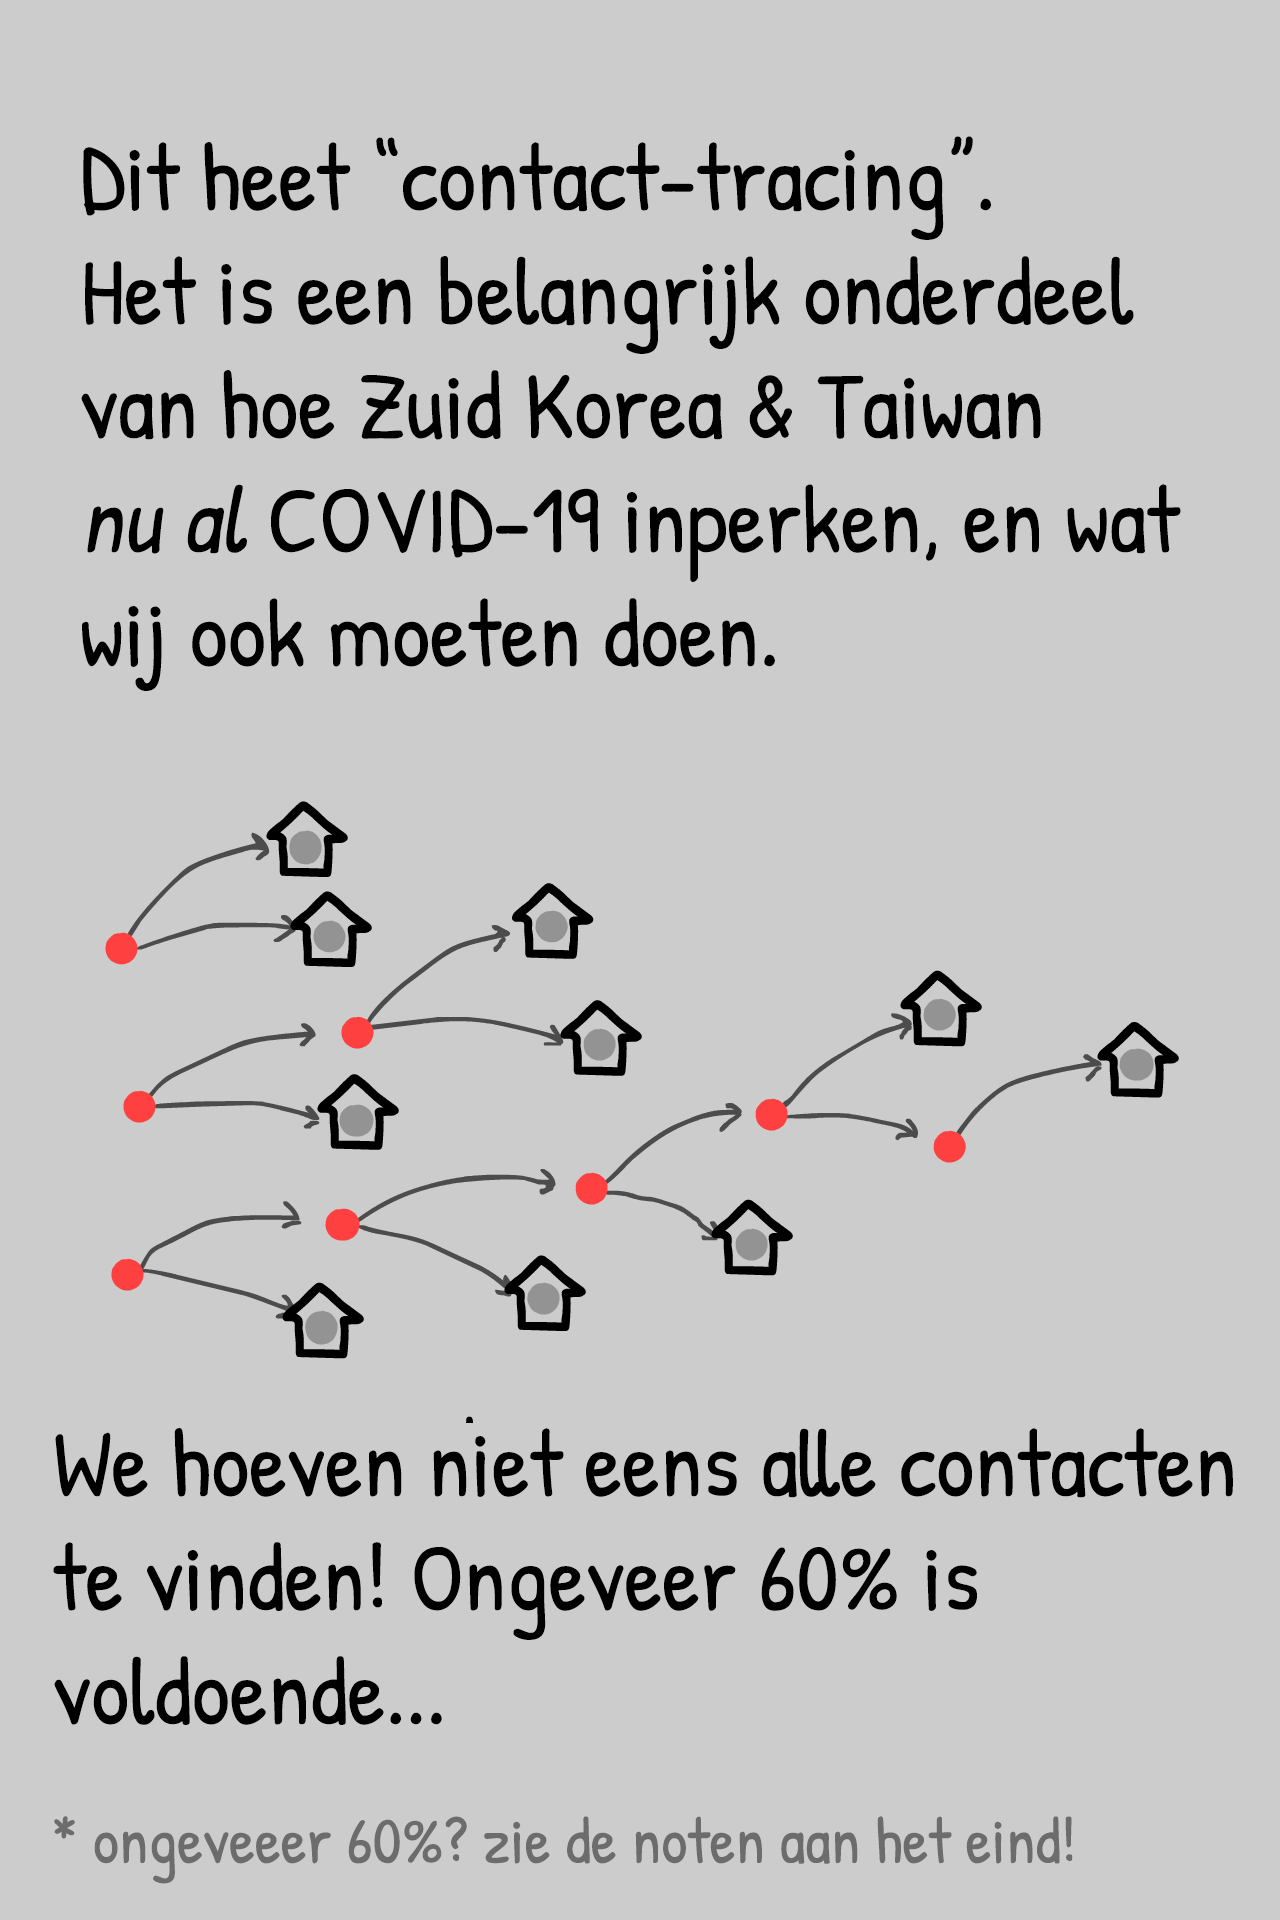 Dit heet “contact-tracing”.
Het is een belangrijk onderdeel
van hoe Zuid Korea & Taiwan
nu al COVID-19 inperken, en wat
wij ook moeten doen.
We hoeven niet eens alle contacten
te vinden! Ongeveer 60% is
voldoende...
* ongeveeer 60%? zie de noten aan het eind!